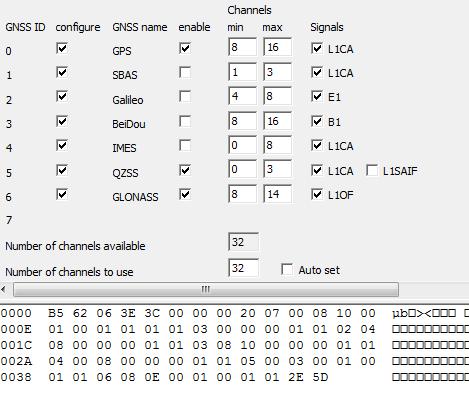 Channels
GNSS ID configure GNSS name enable min max Signals
0 GPS 8 16 L1CA
1 SBAS 1 3 L1CA
2 Galileo 4 8 E1
3 BeiDou 8 16 B1
4 IMES 0 8 L1CA
5 QZSS 0 3 L1CA L1SAIF
6 GLONASS 8 14 L1OF
7
Number of channels available 32
Number of channels to use 32 Auto set
0000 B5 62 06 3E 3C 00 00 00 20 07 00 08 10 00 µb□><□□□ □
000E 01 00 01 01 01 03 00 00 00 00 01 01 02 04 □□□□□□□□□□
001C 08 00 00 00 01 01 03 08 10 00 00 00 01 01 □□□□□□□□□□
002A 04 00 08 00 00 00 01 01 05 00 03 00 01 00 □□□□□□□□□□
0038 01 01 06 08 0E 00 01 00 01 01 2E 5D □□□□□□□□□□